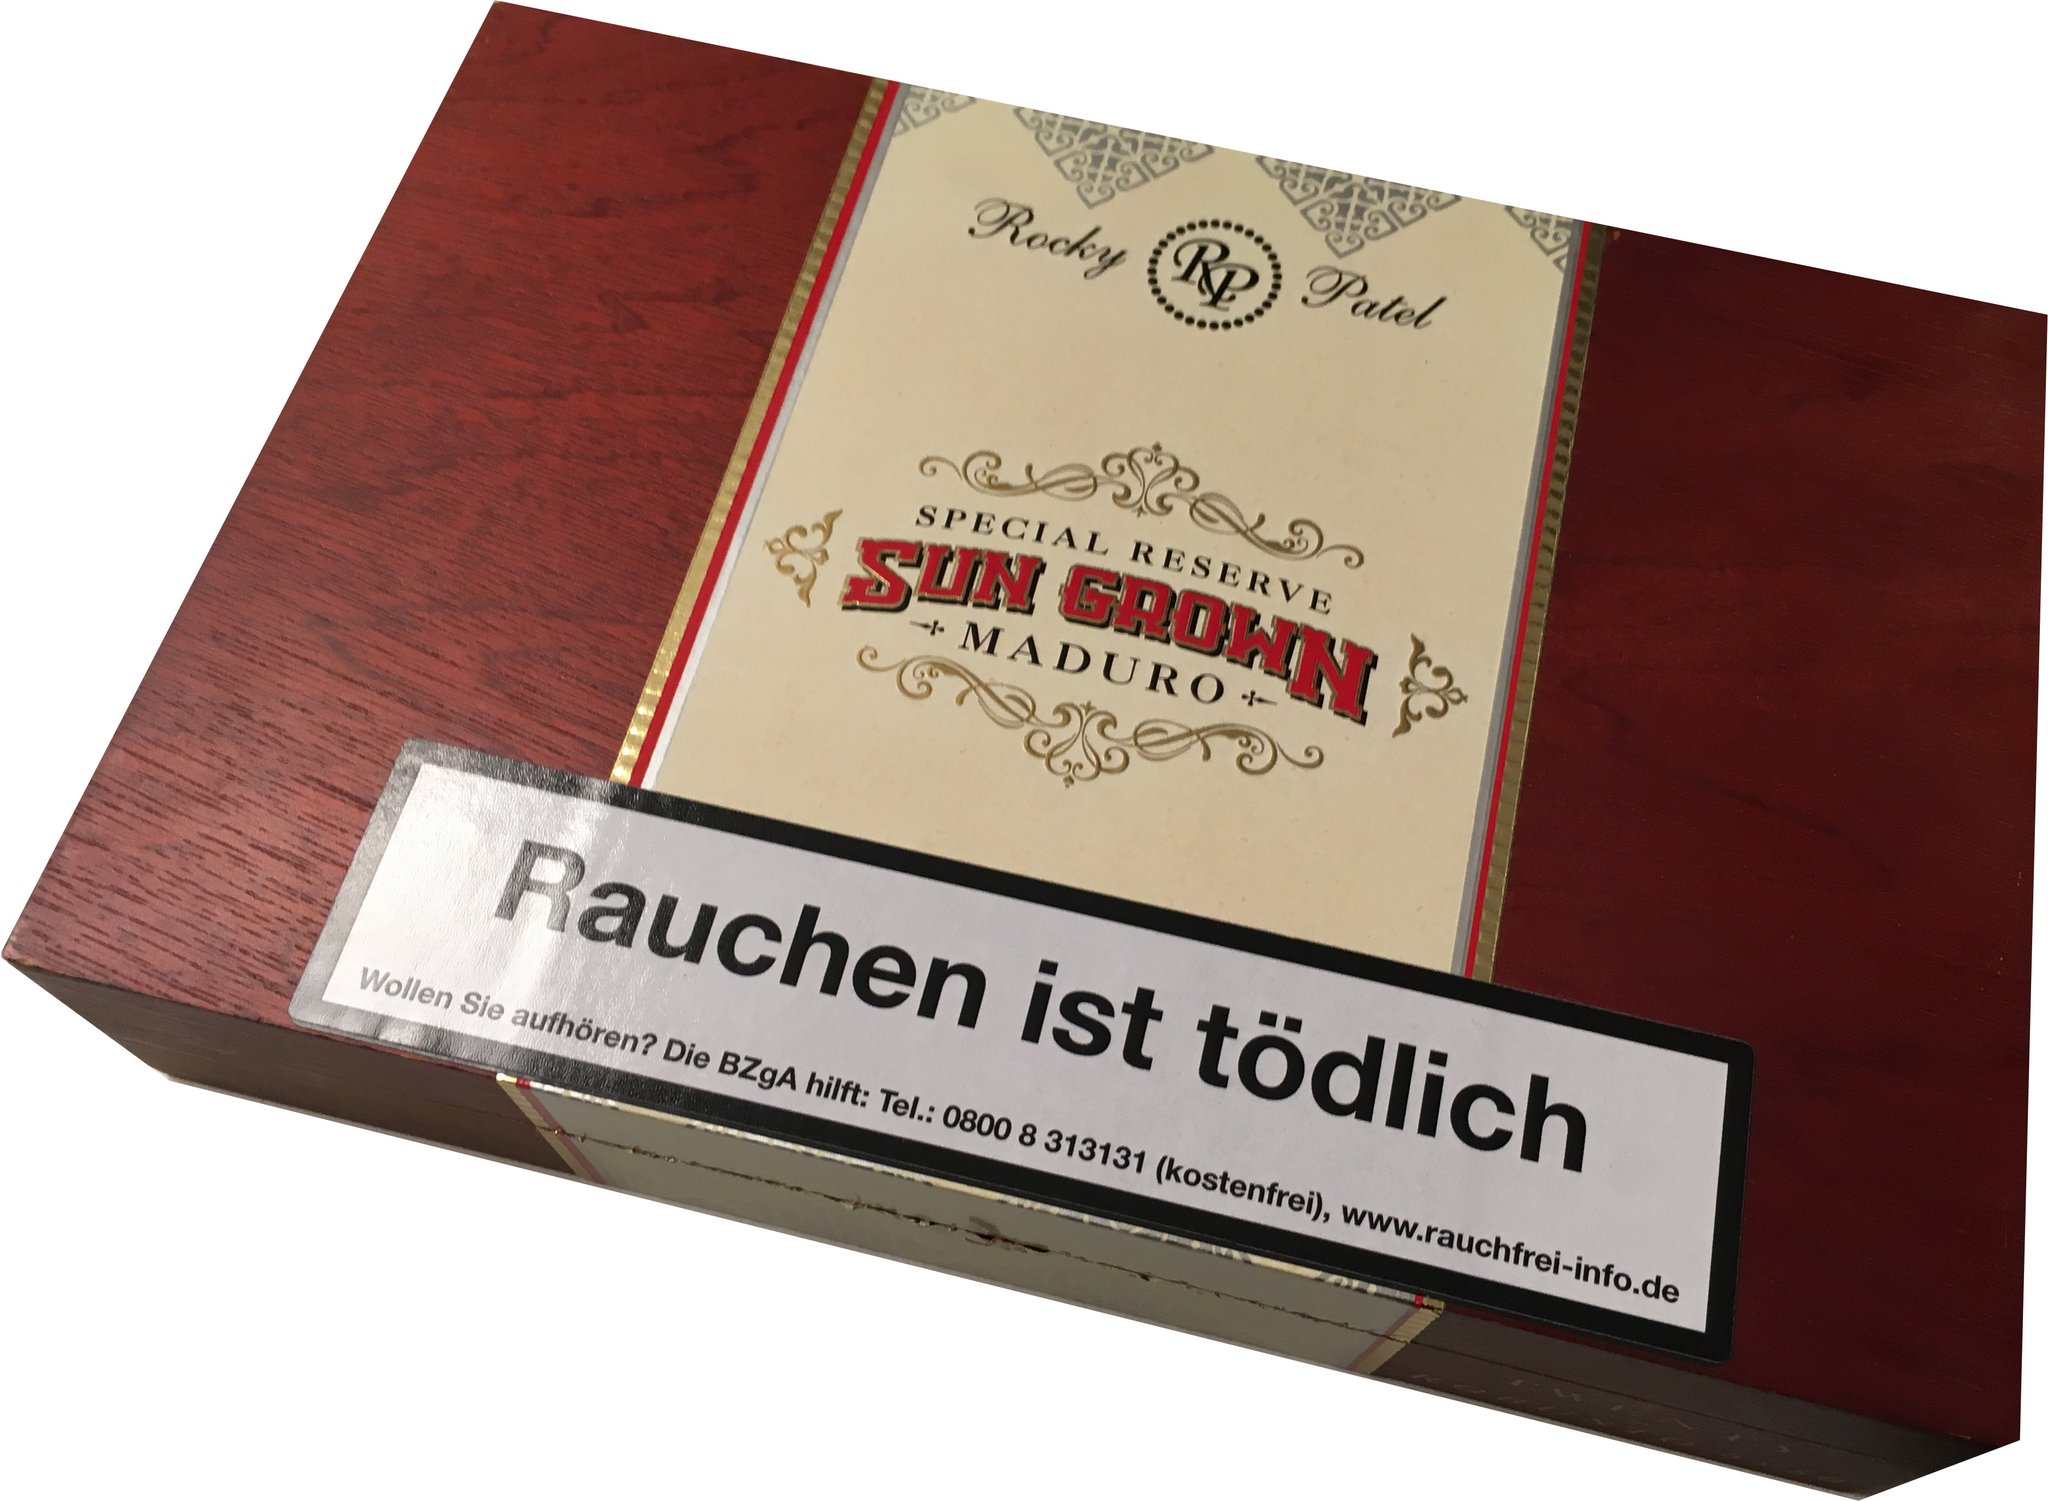 Rocky RP Patel
SPECIAL RESERVE
SUN GROWN
MADURO
Rauchen ist tödlich
Wollen Sie aufhören? Die BZgA hilft: Tel.: 0800 8 313131 (kostenfrei), www.rauchfrei-info.de